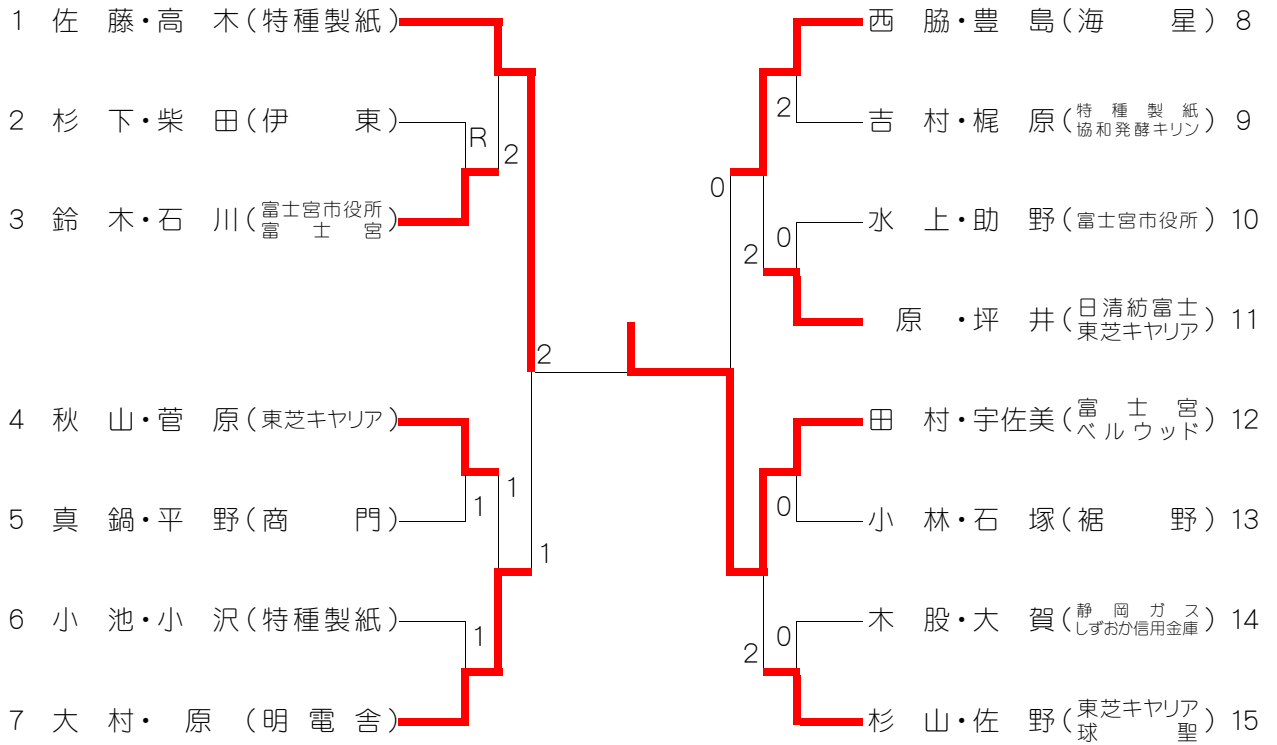 1 佐 藤・高 木(特種製紙)
2 杉 下・柴 田(伊 東)
R
2
3 鈴 木・石 川(富士宮市役所
富 士 宮)
2
4 秋 山・菅 原(東芝キヤリア)
1
1
5 真 鍋・平 野(商 門)
1
6 小 池・小 沢(特種製紙)
1
7 大 村・ 原 (明 電 舎)
西 脇・豊 島(海 星) 8
2
吉 村・梶 原(特 種 製 紙
協和発酵キリン) 9
0
水 上・助 野(富士宮市役所) 10
0
2
原 ・坪 井(日清紡富士
東芝キヤリア) 11
田 村・宇佐美(富 士 宮
ベルウッド) 12
0
小 林・石 塚(裾 野) 13
木 股・大 賀(静 岡 ガ ス
しずおか信用金庫) 14
0
2
杉 山・佐 野(東芝キヤリア
球 聖) 15